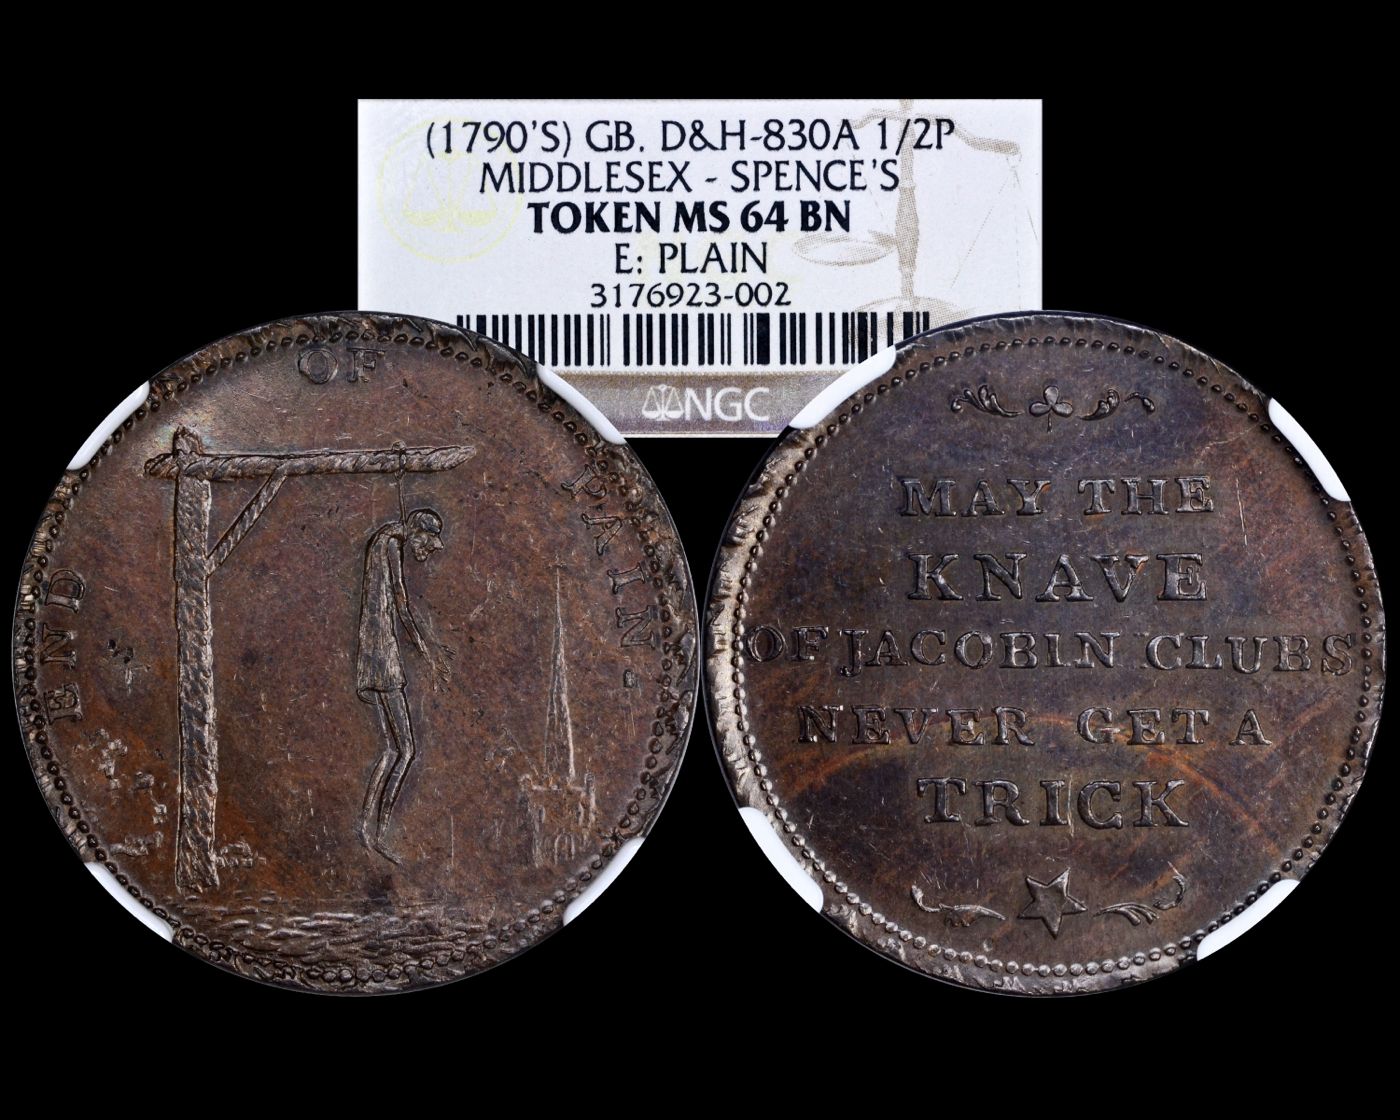 (1790'S) GB. D&H-830A 1/2P
MIDDLESEX - SPENCE'S
TOKEN MS 64 BN
E: PLAIN
3176923-002
NGC
END OF PAIN.
MAY THE
KNAVE
OF JACOBIN CLUBS
NEVER GET A
TRICK